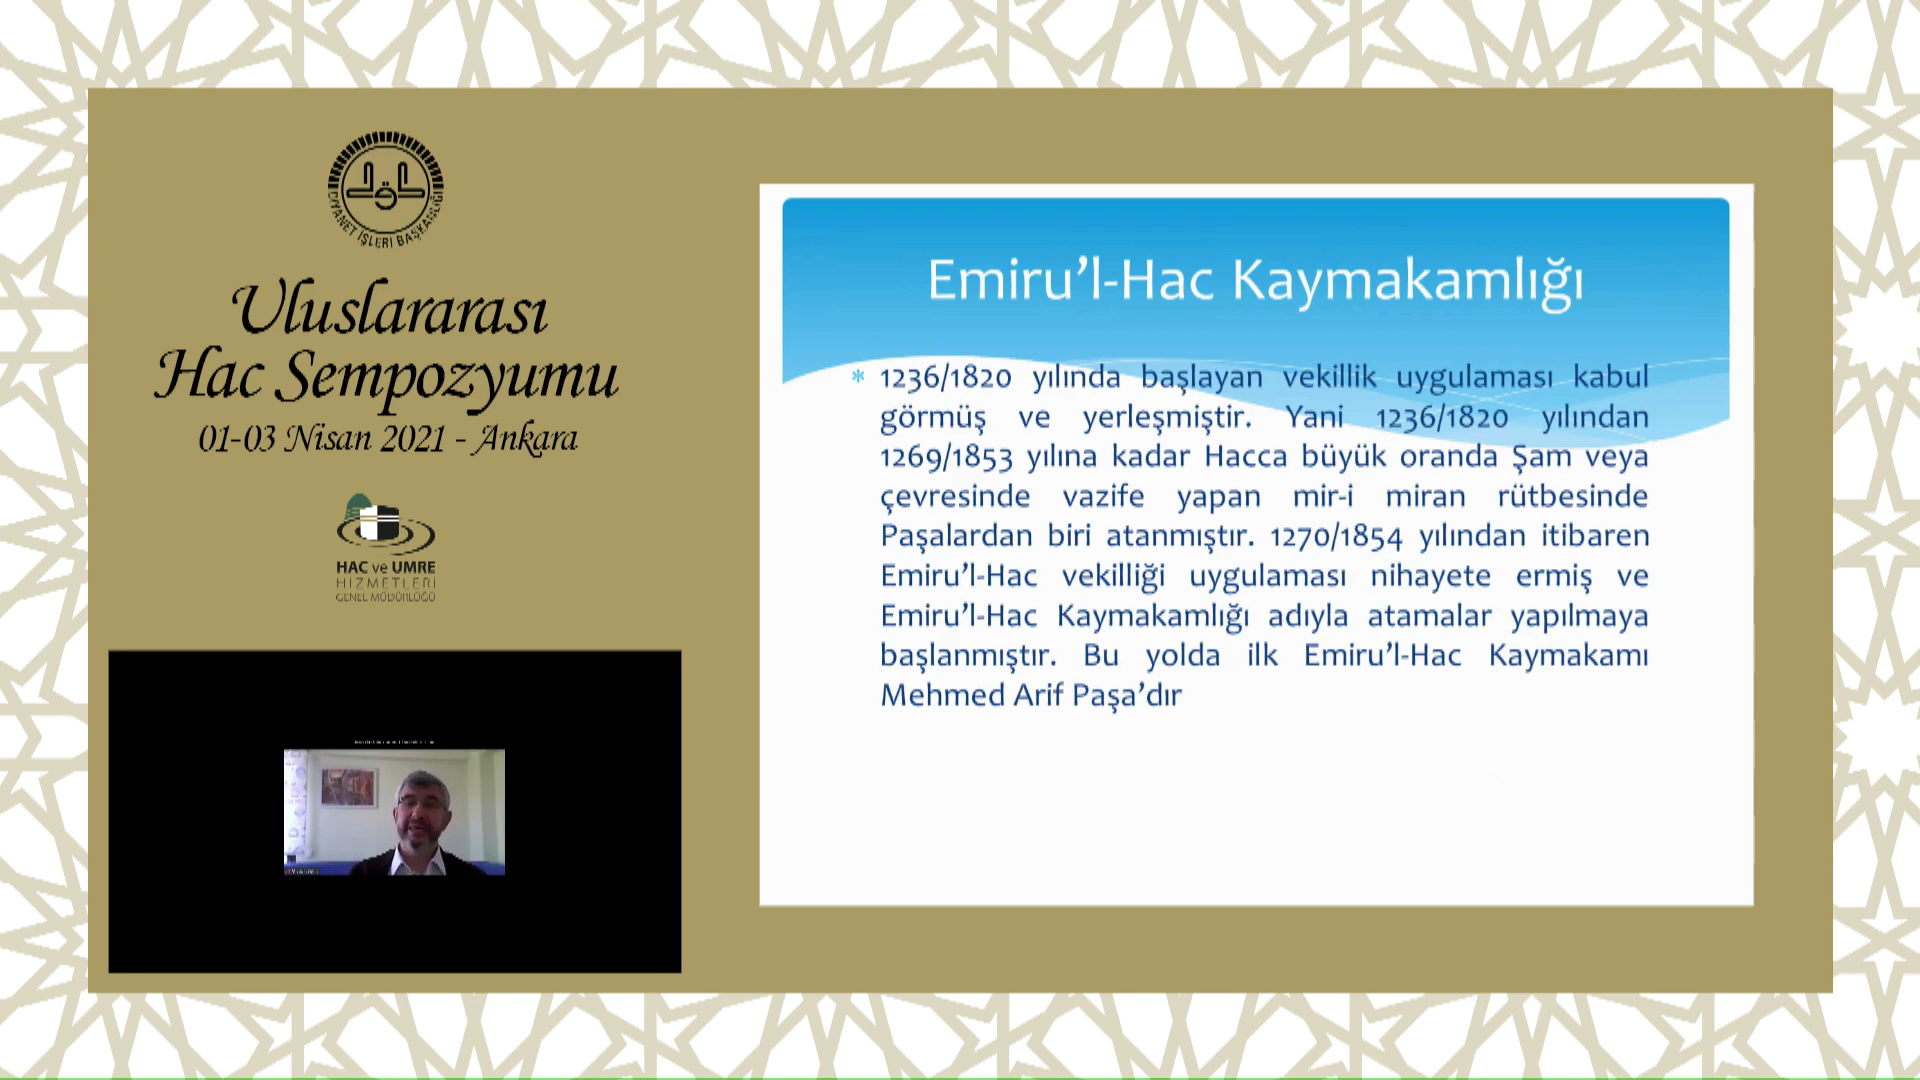 DİYANET İŞLERİ BAŞKANLIĞI
Uluslararası
Hac Sempozyumu
01-03 Nisan 2021 - Ankara
HAC ve UMRE
HİZMETLERİ
GENEL MÜDÜRLÜĞÜ
Emiru’l-Hac Kaymakamlığı
* 1236/1820 yılında başlayan vekillik uygulaması kabul
görmüş ve yerleşmiştir. Yani 1236/1820 yılından
1269/1853 yılına kadar Hacca büyük oranda Şam veya
çevresinde vazife yapan mir-i miran rütbesinde
Paşalardan biri atanmıştır. 1270/1854 yılından itibaren
Emiru’l-Hac vekilliği uygulaması nihayete ermiş ve
Emiru’l-Hac Kaymakamlığı adıyla atamalar yapılmaya
başlanmıştır. Bu yolda ilk Emiru’l-Hac Kaymakamı
Mehmed Arif Paşa’dır